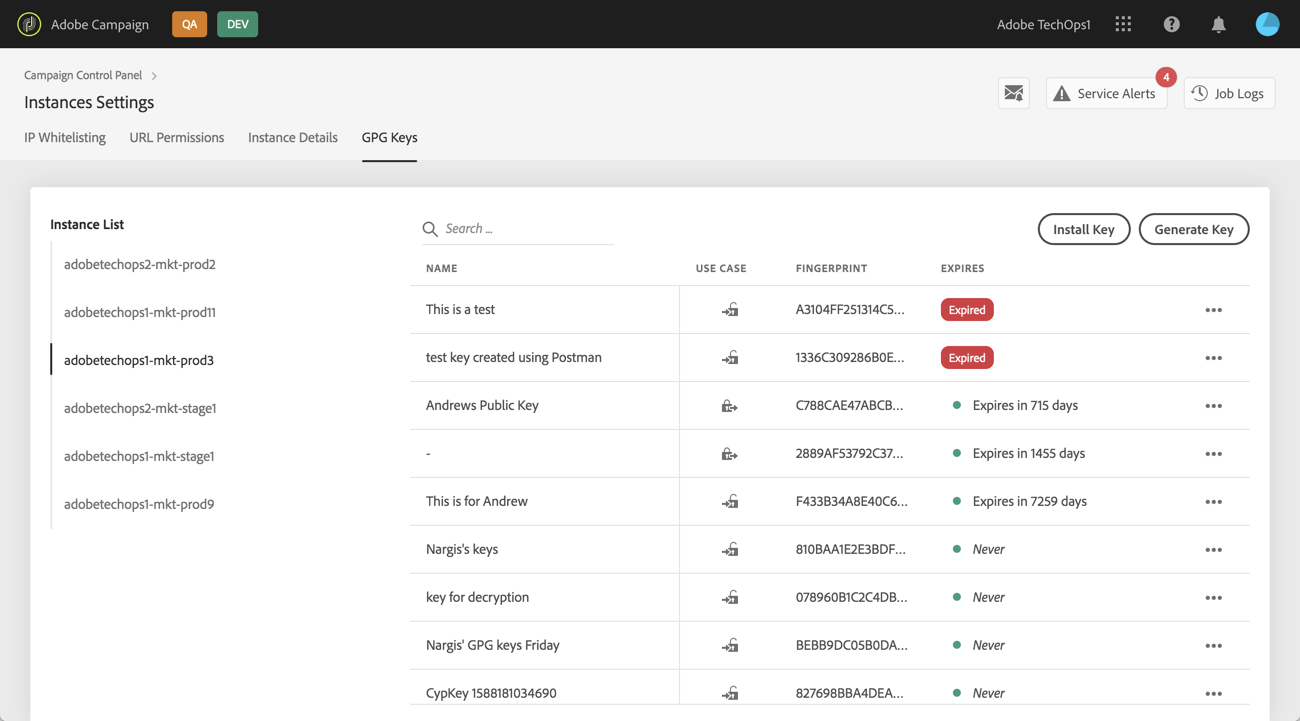 Adobe Campaign QA DEV Adobe TechOps1
Campaign Control Panel
Instances Settings
4
Service Alerts Job Logs
IP Whitelisting URL Permissions Instance Details GPG Keys
Instance List
adobetechops2-mkt-prod2
adobetechops1-mkt-prod11
adobetechops1-mkt-prod3
adobetechops2-mkt-stage1
adobetechops1-mkt-stage1
adobetechops1-mkt-prod9
Search ...
Install Key Generate Key
NAME USE CASE FINGERPRINT EXPIRES
This is a test A3104FF251314C5... Expired
test key created using Postman 1336C309286B0E... Expired
Andrews Public Key C788CAE47ABCB... Expires in 715 days
- 2889AF53792C37... Expires in 1455 days
This is for Andrew F433B34A8E40C6... Expires in 7259 days
Nargis's keys 810BAA1E2E3BDF... Never
key for decryption 078960B1C2C4DB... Never
Nargis' GPG keys Friday BEBB9DC05B0DA... Never
CypKey 1588181034690 827698BBA4DEA... Never